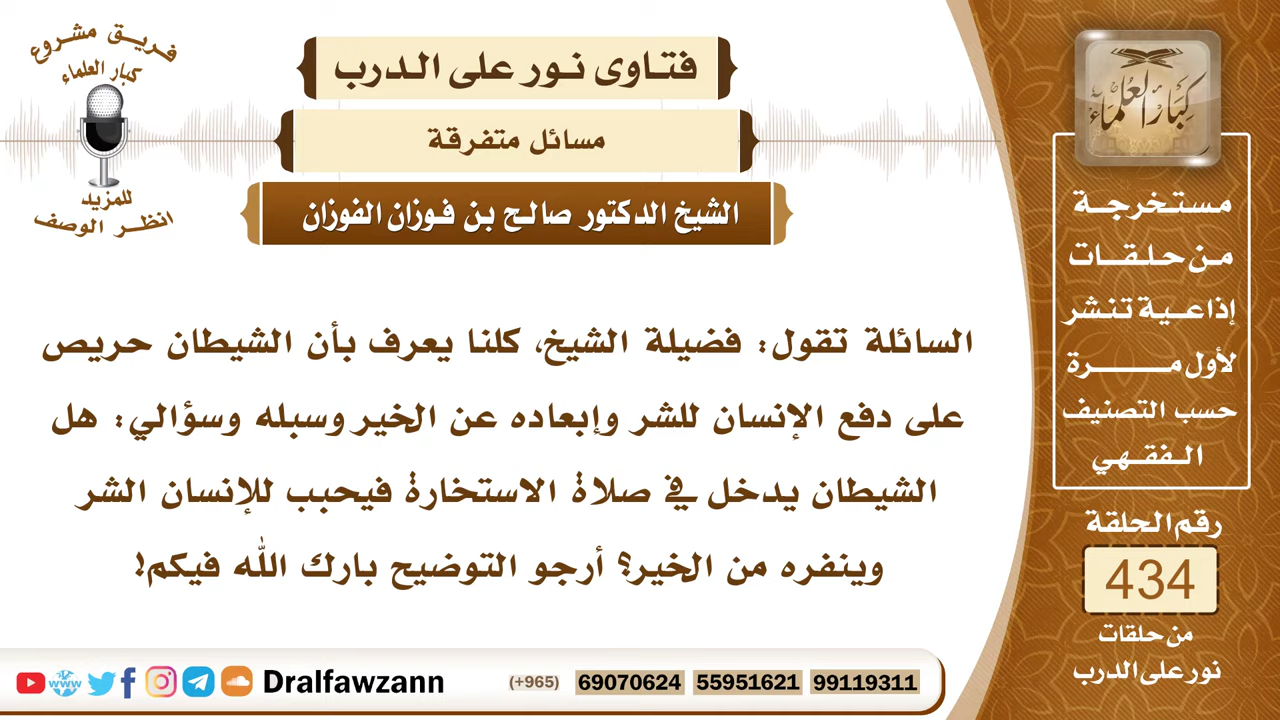 فريق مشروع
كبار العلماء
للمزيد
انظر الوصف
فتاوى نور على الدرب
مسائل متفرقة
الشيخ الدكتور صالح بن فوزان الفوزان
السائلة تقول: فضيلة الشيخ، كلنا يعرف بأن الشيطان حريص
على دفع الإنسان للشر وإبعاده عن الخير وسبله وسؤالي: هل
الشيطان يدخل في صلاة الاستخارة فيحبب للإنسان الشر
وينفره من الخير؟ أرجو التوضيح بارك الله فيكم!
كبار العلماء
مستخرجة
من حلقات
إذاعية تنشر
لأول مرة
حسب التصنيف
الفقهي
رقم الحلقة
434
من حلقات
نور على الدرب
www
Dralfawzann
(+965) 69070624 55951621 99119311